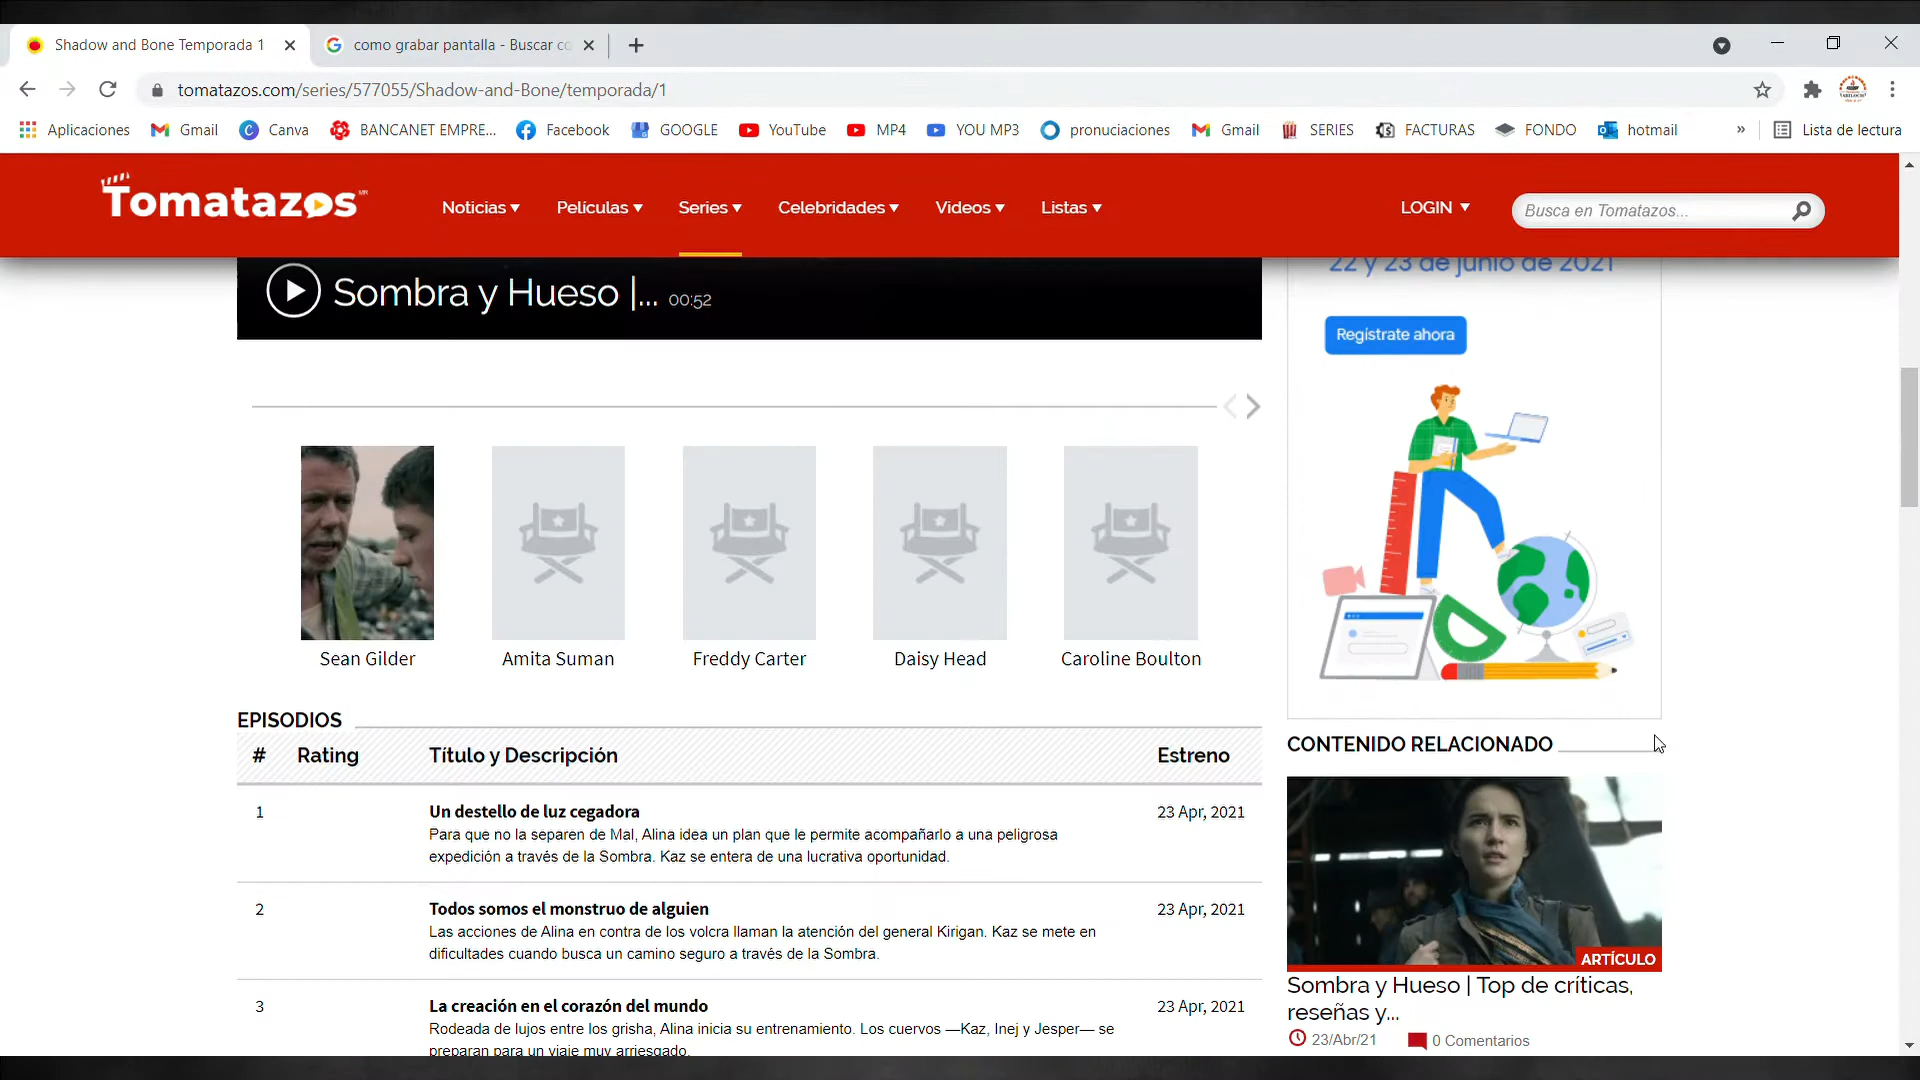 Shadow and Bone Temporada 1
como grabar pantalla - Buscar co
tomatazos.com/series/577055/Shadow-and-Bone/temporada/1
Aplicaciones
Gmail
Canva
BANCANET EMPRE...
Facebook
GOOGLE
YouTube
MP4
YOU MP3
pronuciaciones
Gmail
SERIES
FACTURAS
FONDO
hotmail
»
Lista de lectura
Tomatazos MR
Noticias
Películas
Series
Celebridades
Videos
Listas
LOGIN
Busca en Tomatazos...
22 y 23 de junio de 2021
Regístrate ahora
Sombra y Hueso |... 00:52
Sean Gilder
Amita Suman
Freddy Carter
Daisy Head
Caroline Boulton
EPISODIOS
# Rating Título y Descripción Estreno
1 Un destello de luz cegadora 23 Apr, 2021
Para que no la separen de Mal, Alina idea un plan que le permite acompañarlo a una peligrosa
expedición a través de la Sombra. Kaz se entera de una lucrativa oportunidad.
2 Todos somos el monstruo de alguien 23 Apr, 2021
Las acciones de Alina en contra de los volcra llaman la atención del general Kirigan. Kaz se mete en
dificultades cuando busca un camino seguro a través de la Sombra.
3 La creación en el corazón del mundo 23 Apr, 2021
Rodeada de lujos entre los grisha, Alina inicia su entrenamiento. Los cuervos —Kaz, Inej y Jesper— se
preparan para un viaje muy arriesgado.
CONTENIDO RELACIONADO
ARTÍCULO
Sombra y Hueso | Top de críticas,
reseñas y...
23/Abr/21
0 Comentarios